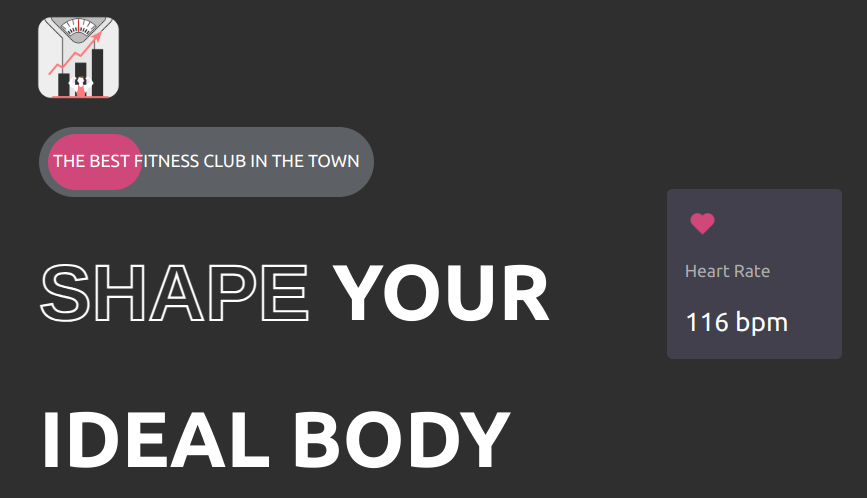 THE BEST FITNESS CLUB IN THE TOWN
SHAPE YOUR
IDEAL BODY
Heart Rate
116 bpm